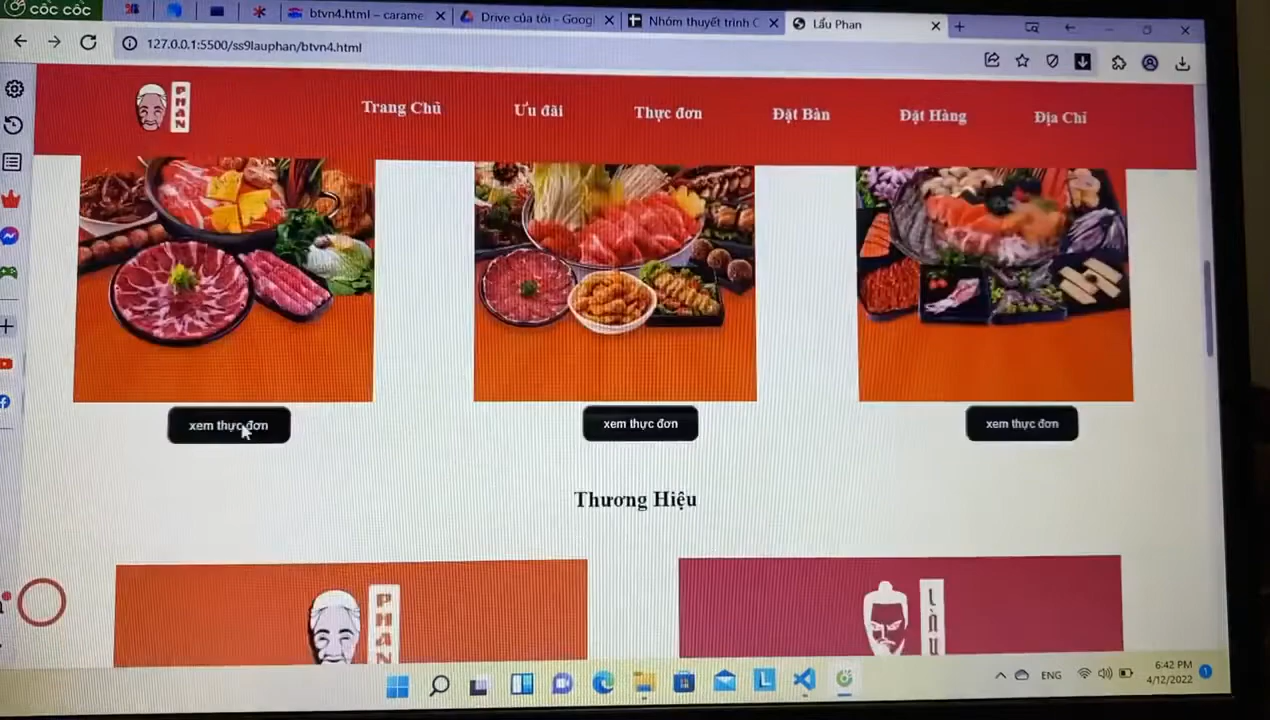 cốc cốc
btvn4.html – carame
Drive của tôi - Goog
Nhóm thuyết trình C
Lẩu Phan
127.0.0.1:5500/ss9lauphan/btvn4.html
PHAN
Trang Chủ
Ưu đãi
Thực đơn
Đặt Bàn
Đặt Hàng
Địa Chỉ
xem thực đơn
xem thực đơn
xem thực đơn
Thương Hiệu
PHAN
ENG
6:42 PM
4/12/2022
1